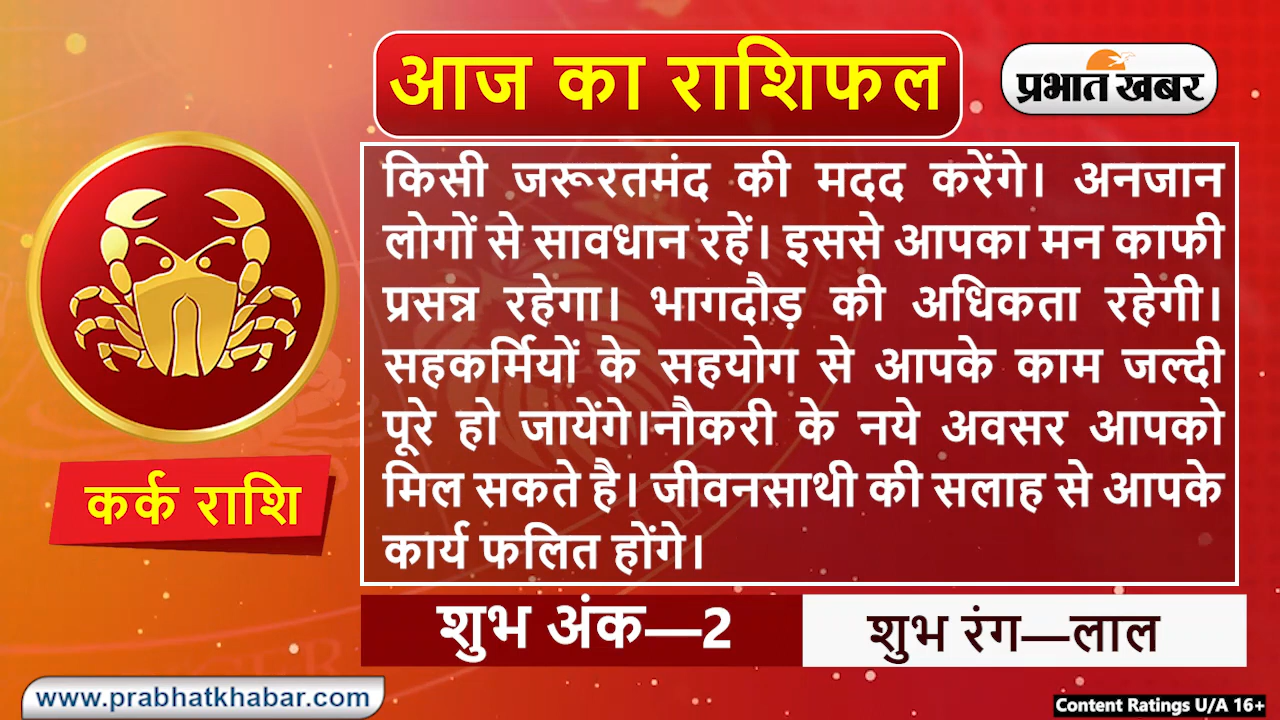 आज का राशिफल
प्रभात खबर
किसी जरूरतमंद की मदद करेंगे। अनजान
लोगों से सावधान रहें। इससे आपका मन काफी
प्रसन्न रहेगा। भागदौड़ की अधिकता रहेगी।
सहकर्मियों के सहयोग से आपके काम जल्दी
पूरे हो जायेंगे।नौकरी के नये अवसर आपको
मिल सकते है। जीवनसाथी की सलाह से आपके
कार्य फलित होंगे।
कर्क राशि
शुभ अंक—2
शुभ रंग—लाल
www.prabhatkhabar.com
Content Ratings U/A 16+